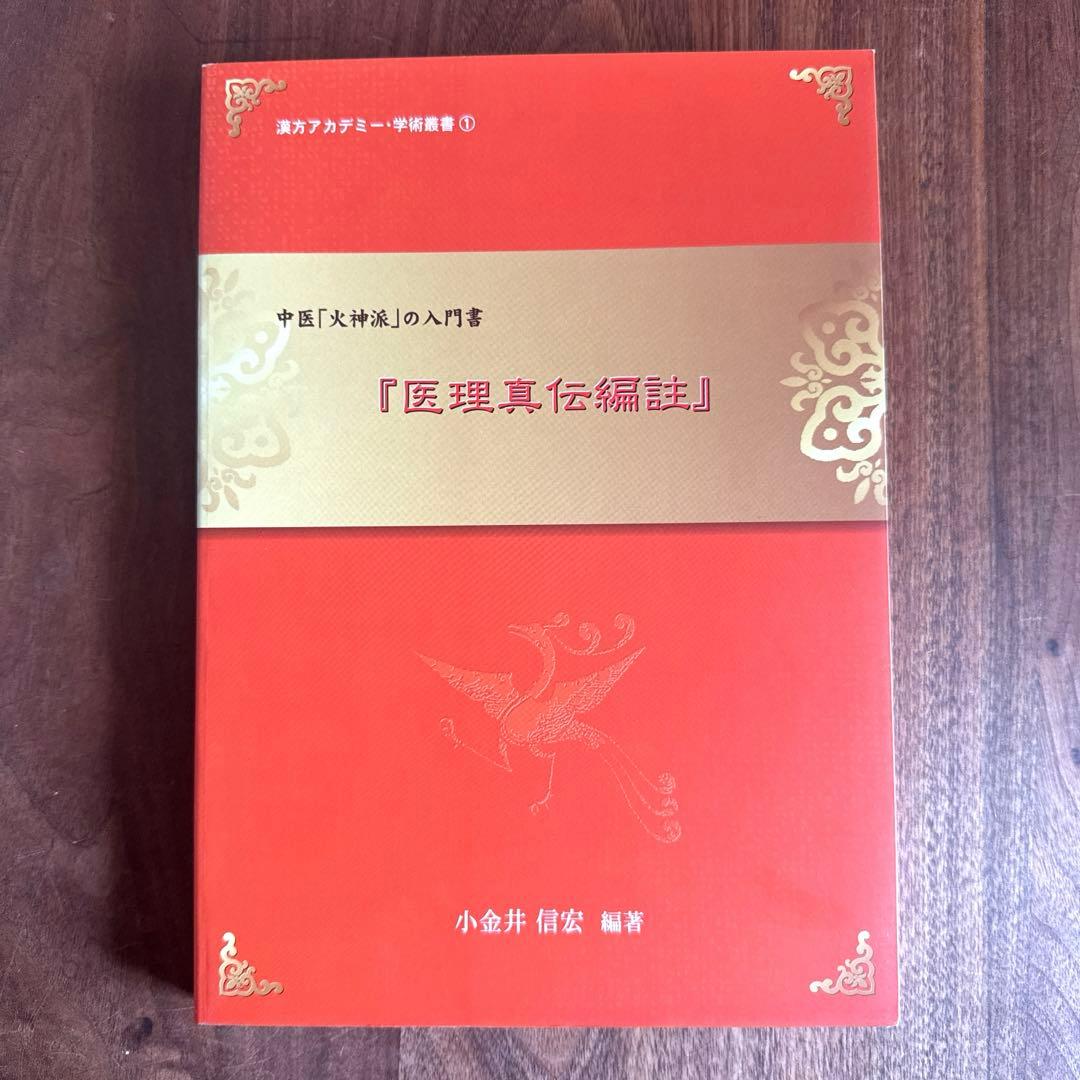 漢方アカデミー・学術叢書①
中医「火神派」の入門書
『医理真伝編註』
小金井 信宏 編著